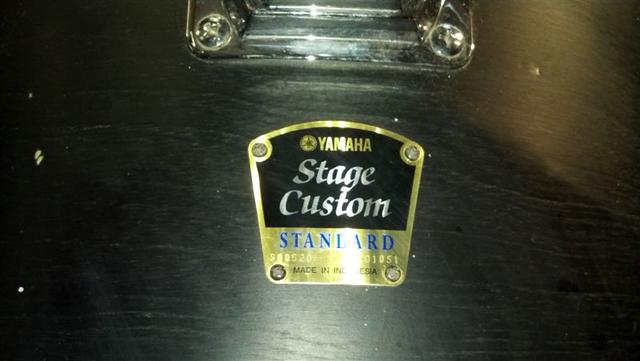 YAMAHA
Stage
Custom
STANDARD
MADE IN INDONESIA